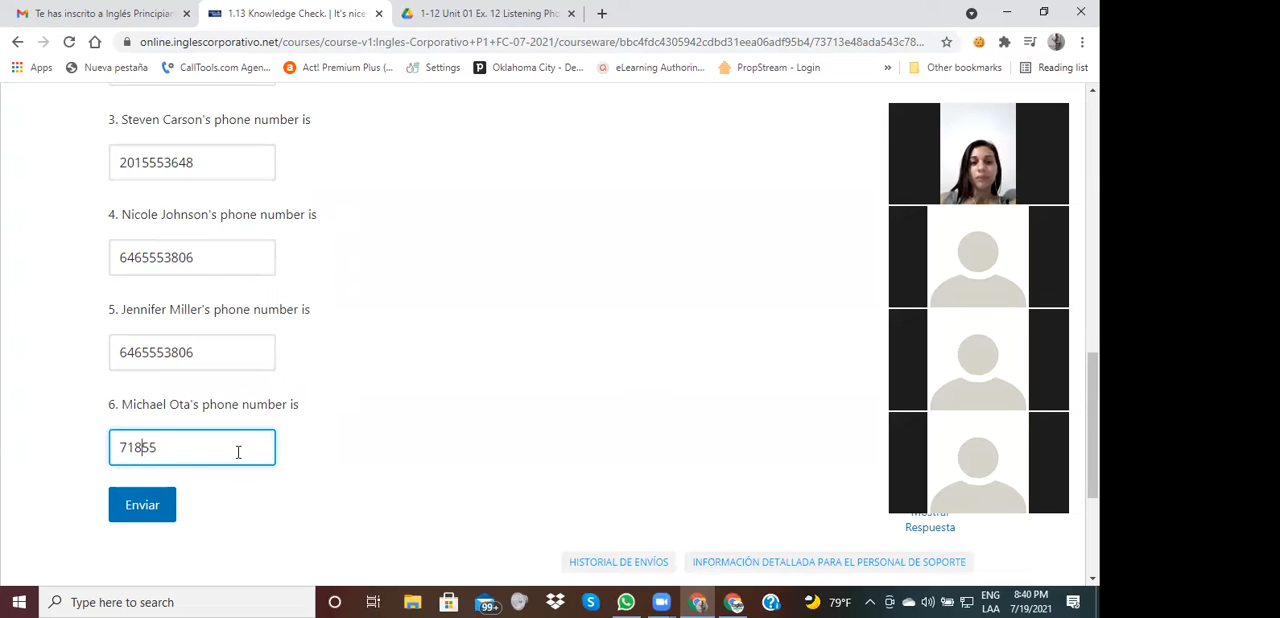 Te has inscrito a Inglés Principian
1.13 Knowledge Check. | It's nice
1-12 Unit 01 Ex. 12 Listening Pho
online.inglescorporativo.net/courses/course-v1:Ingles-Corporativo+P1+FC-07-2021/courseware/bbc4fdc4305942cdbd31eea06adf95b4/73713e48ada543c78...
Apps
Nueva pestaña
CallTools.com Agen...
Act! Premium Plus (...
Settings
Oklahoma City - De...
eLearning Authorin...
PropStream - Login
»
Other bookmarks
Reading list
3. Steven Carson's phone number is
2015553648
4. Nicole Johnson's phone number is
6465553806
5. Jennifer Miller's phone number is
6465553806
6. Michael Ota's phone number is
71855
Enviar
Mostrar
Respuesta
HISTORIAL DE ENVÍOS
INFORMACIÓN DETALLADA PARA EL PERSONAL DE SOPORTE
Type here to search
99+
79°F
ENG
LAA
8:40 PM
7/19/2021